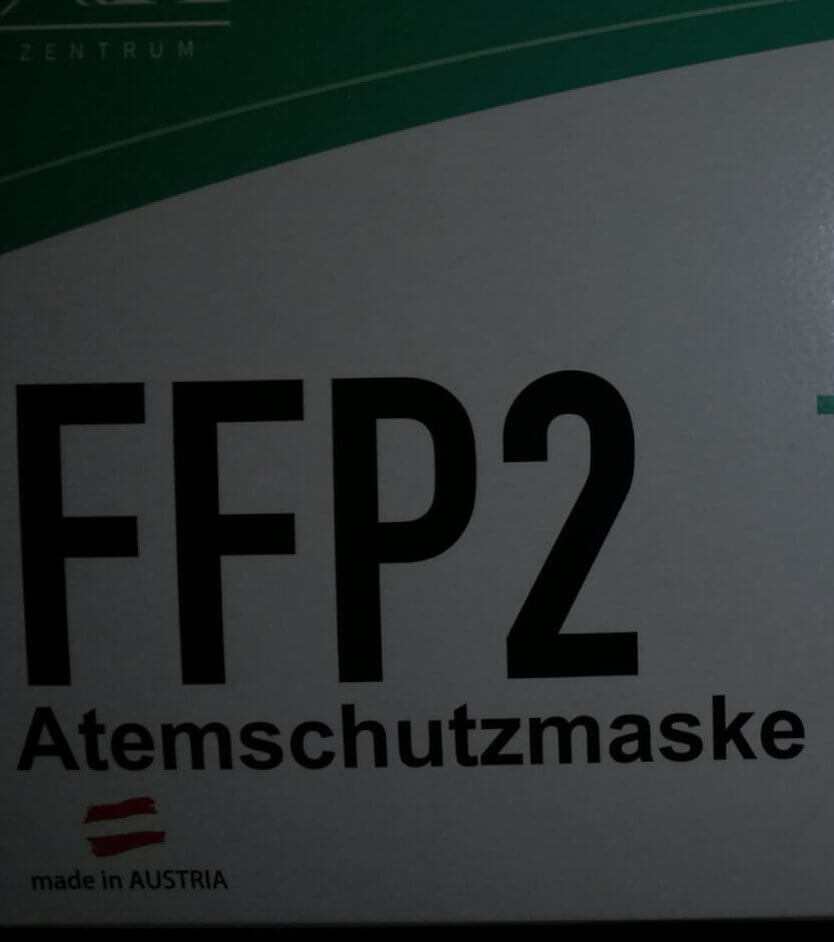 ZENTRUM
FFP2
Atemschutzmaske
made in AUSTRIA